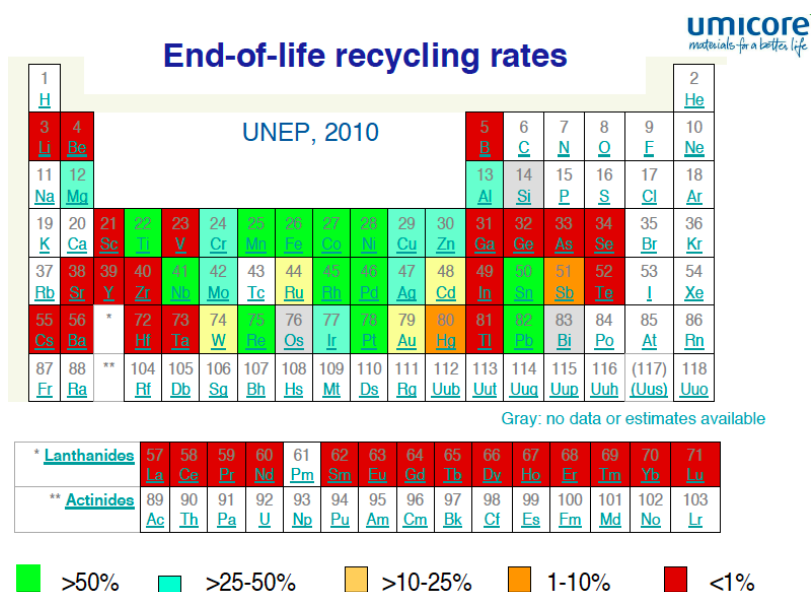 umicore
materials for a better life
End-of-life recycling rates
UNEP, 2010
1 2
H He
3 4 5 6 7 8 9 10
Li Be B C N O F Ne
11 12 13 14 15 16 17 18
Na Mg Al Si P S Cl Ar
19 20 21 22 23 24 25 26 27 28 29 30 31 32 33 34 35 36
K Ca Sc Ti V Cr Mn Fe Co Ni Cu Zn Ga Ge As Se Br Kr
37 38 39 40 41 42 43 44 45 46 47 48 49 50 51 52 53 54
Rb Sr Y Zr Nb Mo Tc Ru Rh Pd Ag Cd In Sn Sb Te I Xe
55 56 * 72 73 74 75 76 77 78 79 80 81 82 83 84 85 86
Cs Ba Hf Ta W Re Os Ir Pt Au Hg Tl Pb Bi Po At Rn
87 88 ** 104 105 106 107 108 109 110 111 112 113 114 115 116 (117) 118
Fr Ra Rf Db Sg Bh Hs Mt Ds Rg Uub Uut Uuq Uup Uuh (Uus) Uuo
Gray: no data or estimates available
* Lanthanides 57 58 59 60 61 62 63 64 65 66 67 68 69 70 71
La Ce Pr Nd Pm Sm Eu Gd Tb Dy Ho Er Tm Yb Lu
** Actinides 89 90 91 92 93 94 95 96 97 98 99 100 101 102 103
Ac Th Pa U Np Pu Am Cm Bk Cf Es Fm Md No Lr
>50% >25-50% >10-25% 1-10% <1%